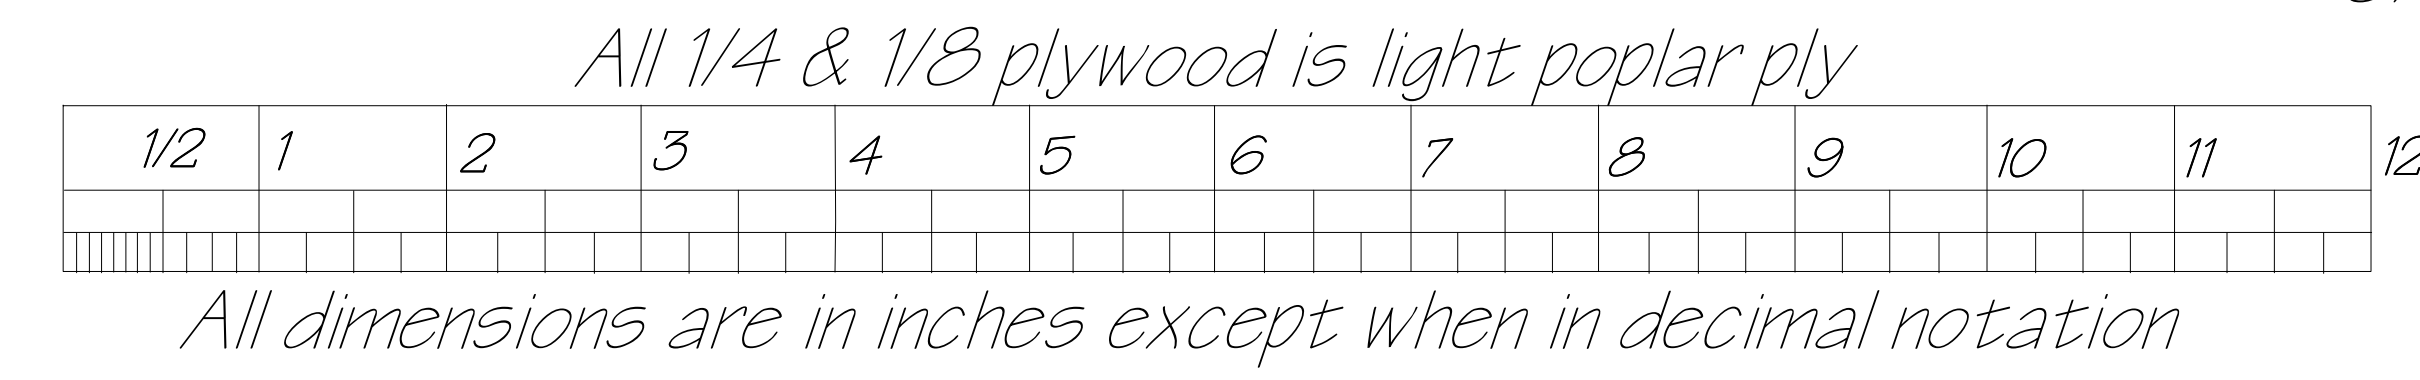 All 1/4 & 1/8 plywood is light poplar ply
1/2 1 2 3 4 5 6 7 8 9 10 11 12
All dimensions are in inches except when in decimal notation